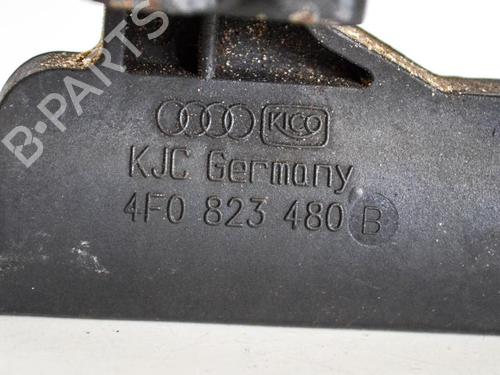 KICO
KJC Germany
4F0 823 480 B
B-PARTS